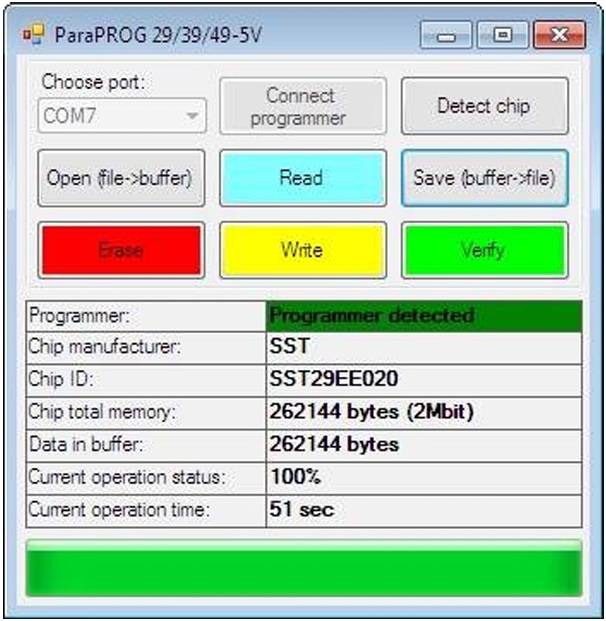 ParaPROG 29/39/49-5V
Choose port:
COM7
Connect
programmer
Detect chip
Open (file->buffer)
Read
Save (buffer->file)
Erase
Write
Verify
Programmer: Programmer detected
Chip manufacturer: SST
Chip ID: SST29EE020
Chip total memory: 262144 bytes (2Mbit)
Data in buffer: 262144 bytes
Current operation status: 100%
Current operation time: 51 sec